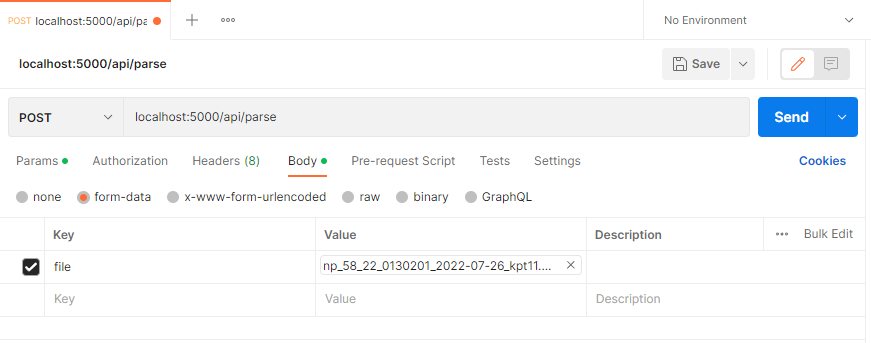 POST localhost:5000/api/pa
No Environment
localhost:5000/api/parse
Save
POST localhost:5000/api/parse Send
Params Authorization Headers (8) Body Pre-request Script Tests Settings Cookies
none form-data x-www-form-urlencoded raw binary GraphQL
Key Value Description Bulk Edit
file np_58_22_0130201_2022-07-26_kpt11....
Key Value Description